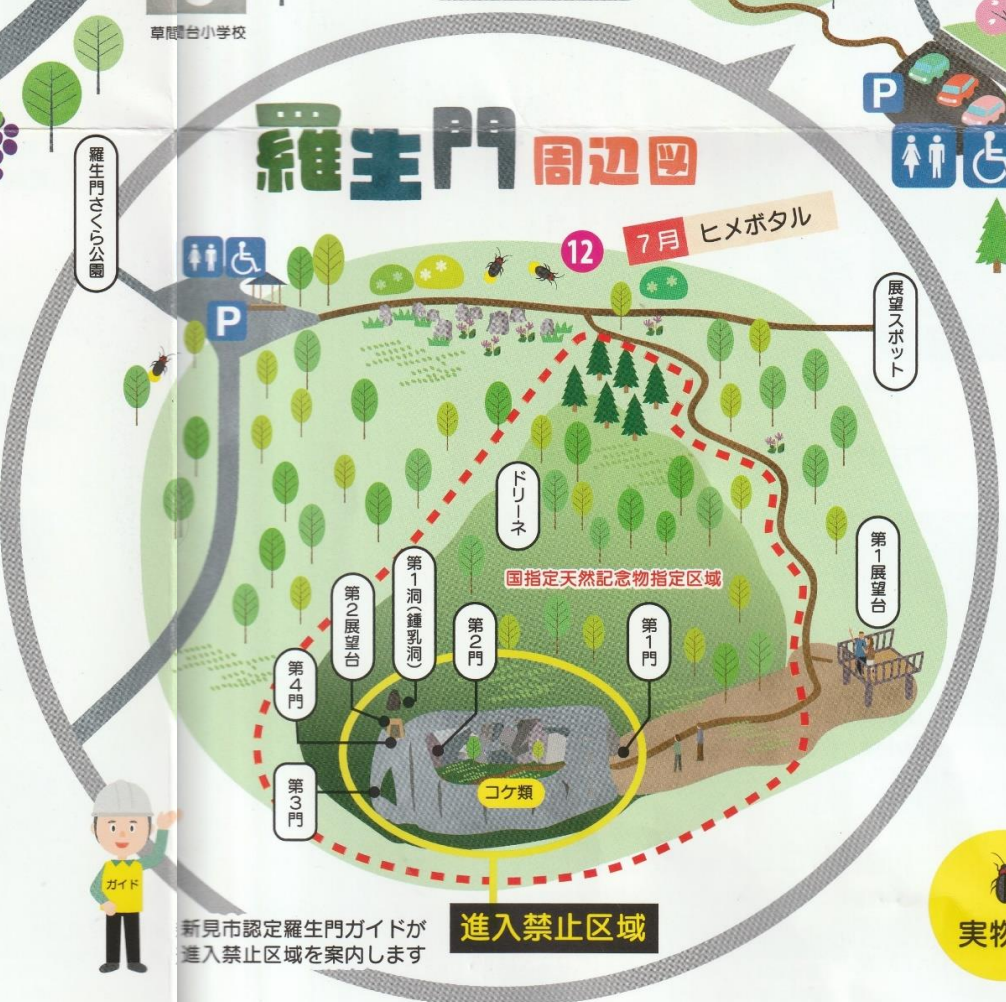 草間台小学校
P
羅生門周辺図
羅生門さくら公園
12
7月 ヒメボタル
P
展望スポット
ドリーネ
国指定天然記念物指定区域
第1展望台
第1洞(鍾乳洞)
第2展望台
第2門
第1門
第4門
第3門
コケ類
ガイド
新見市認定羅生門ガイドが
進入禁止区域を案内します
進入禁止区域
実物